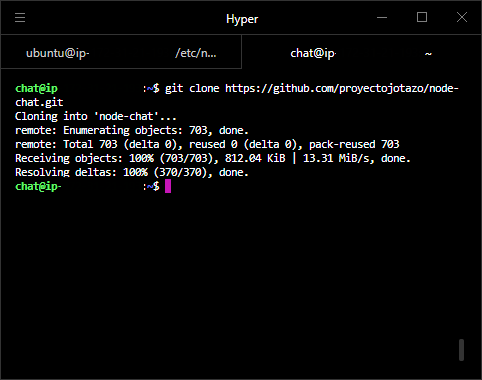 Hyper
ubuntu@ip- /etc/n...
chat@ip- ~
chat@ip :~$ git clone https://github.com/proyectojotazo/node-
chat.git
Cloning into 'node-chat'...
remote: Enumerating objects: 703, done.
remote: Total 703 (delta 0), reused 0 (delta 0), pack-reused 703
Receiving objects: 100% (703/703), 812.04 KiB | 13.31 MiB/s, done.
Resolving deltas: 100% (370/370), done.
chat@ip- :~$